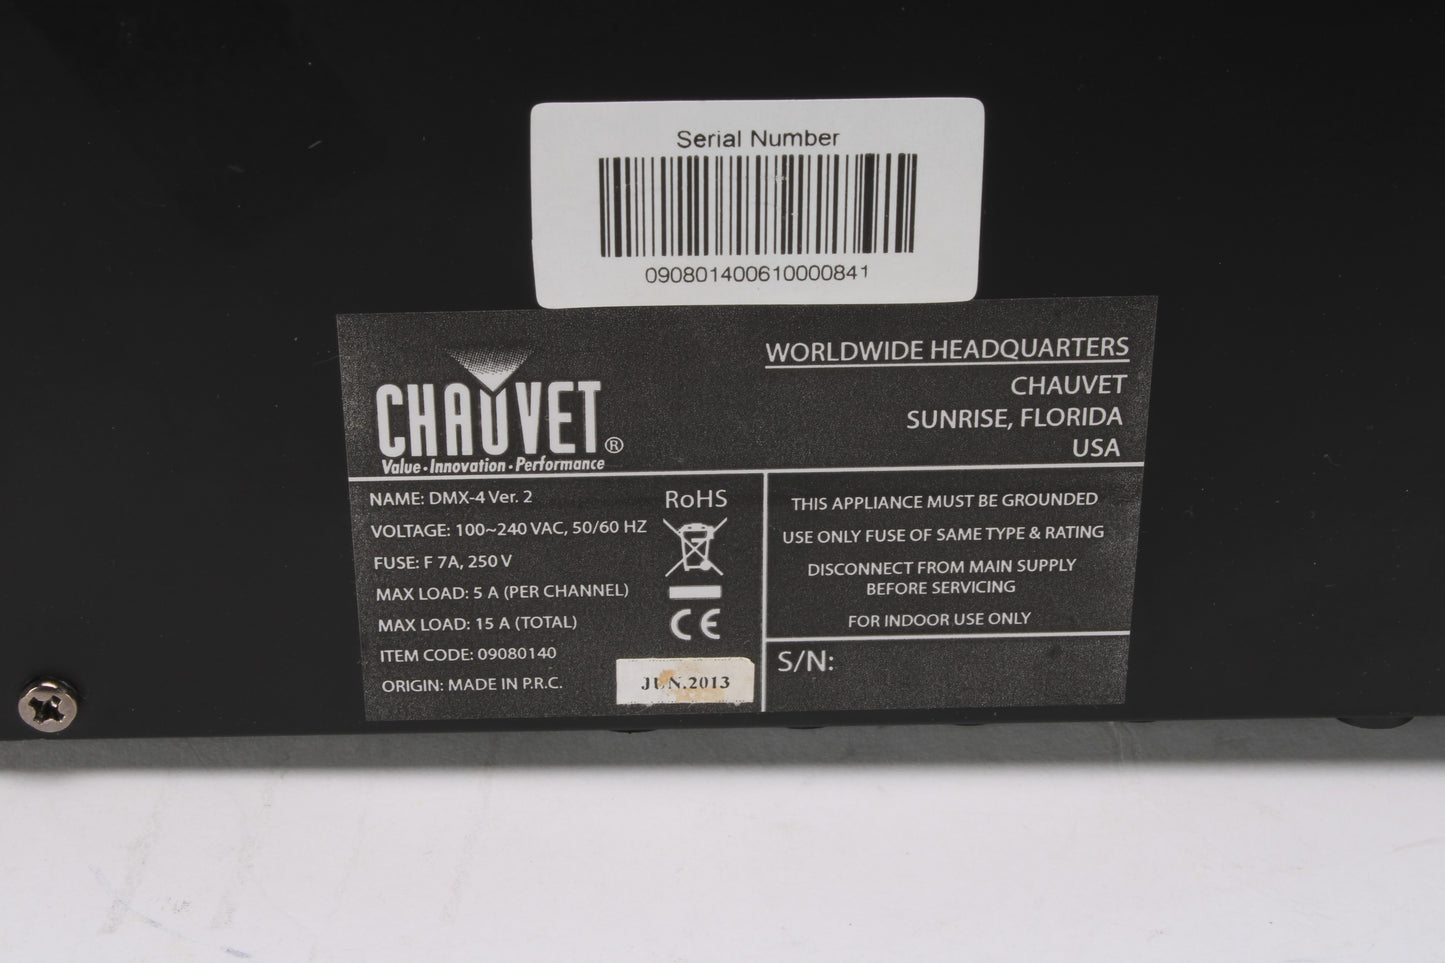 Serial Number
090801400610000841
CHAUVET®
Value · Innovation · Performance
WORLDWIDE HEADQUARTERS
CHAUVET
SUNRISE, FLORIDA
USA
NAME: DMX-4 Ver. 2
VOLTAGE: 100~240 VAC, 50/60 HZ
FUSE: F 7A, 250 V
MAX LOAD: 5 A (PER CHANNEL)
MAX LOAD: 15 A (TOTAL)
ITEM CODE: 09080140
ORIGIN: MADE IN P.R.C.
RoHS
CE
JUN.2013
THIS APPLIANCE MUST BE GROUNDED
USE ONLY FUSE OF SAME TYPE & RATING
DISCONNECT FROM MAIN SUPPLY
BEFORE SERVICING
FOR INDOOR USE ONLY
S/N: